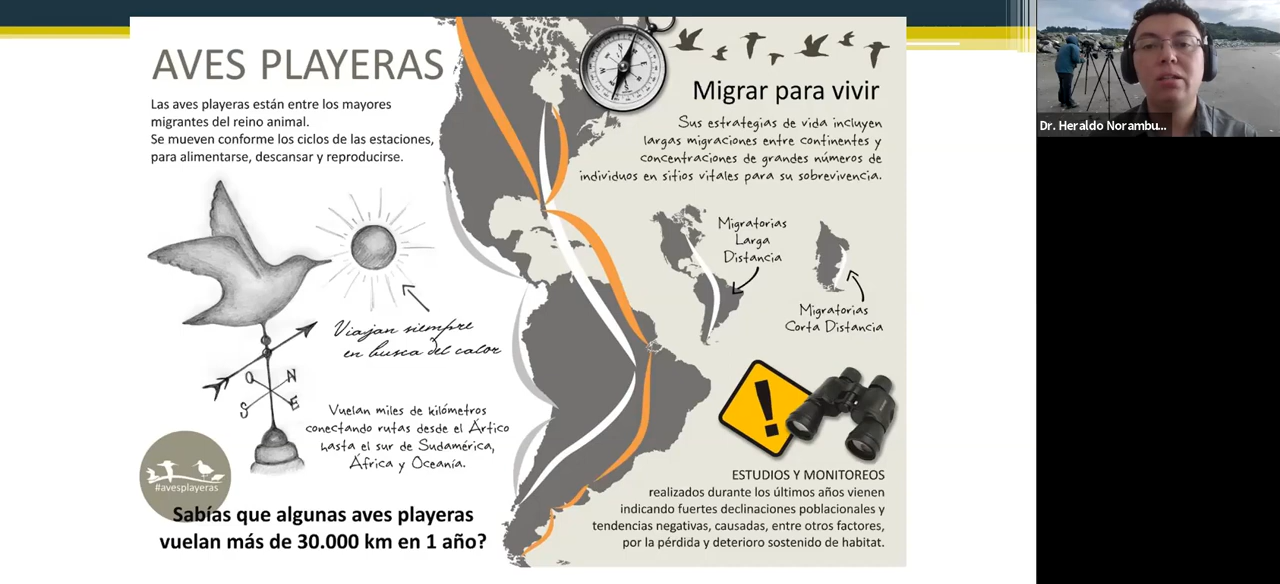 AVES PLAYERAS
Las aves playeras están entre los mayores
migrantes del reino animal.
Se mueven conforme los ciclos de las estaciones,
para alimentarse, descansar y reproducirse.
Viajan siempre
en busca del calor
O N
S E
Vuelan miles de kilómetros
conectando rutas desde el Ártico
hasta el sur de Sudamérica,
África y Oceanía.
#avesplayeras
Sabías que algunas aves playeras
vuelan más de 30.000 km en 1 año?
Migrar para vivir
Sus estrategias de vida incluyen
largas migraciones entre continentes y
concentraciones de grandes números de
individuos en sitios vitales para su sobrevivencia.
Migratorias
Larga
Distancia
Migratorias
Corta Distancia
ESTUDIOS Y MONITOREOS
realizados durante los últimos años vienen
indicando fuertes declinaciones poblacionales y
tendencias negativas, causadas, entre otros factores,
por la pérdida y deterioro sostenido de habitat.
Dr. Heraldo Norambu...